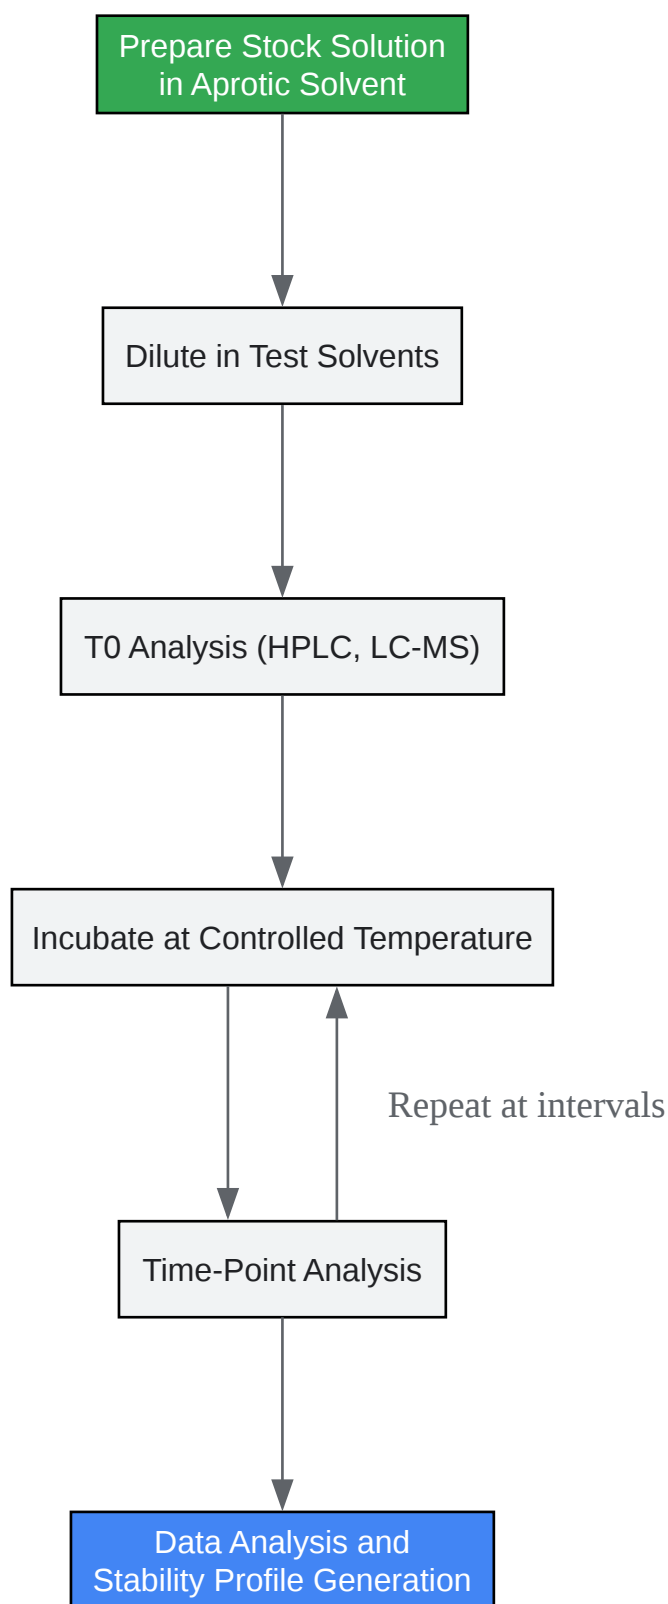 Prepare Stock Solution
in Aprotic Solvent
Dilute in Test Solvents
T0 Analysis (HPLC, LC-MS)
Incubate at Controlled Temperature
Repeat at intervals
Time-Point Analysis
Data Analysis and
Stability Profile Generation